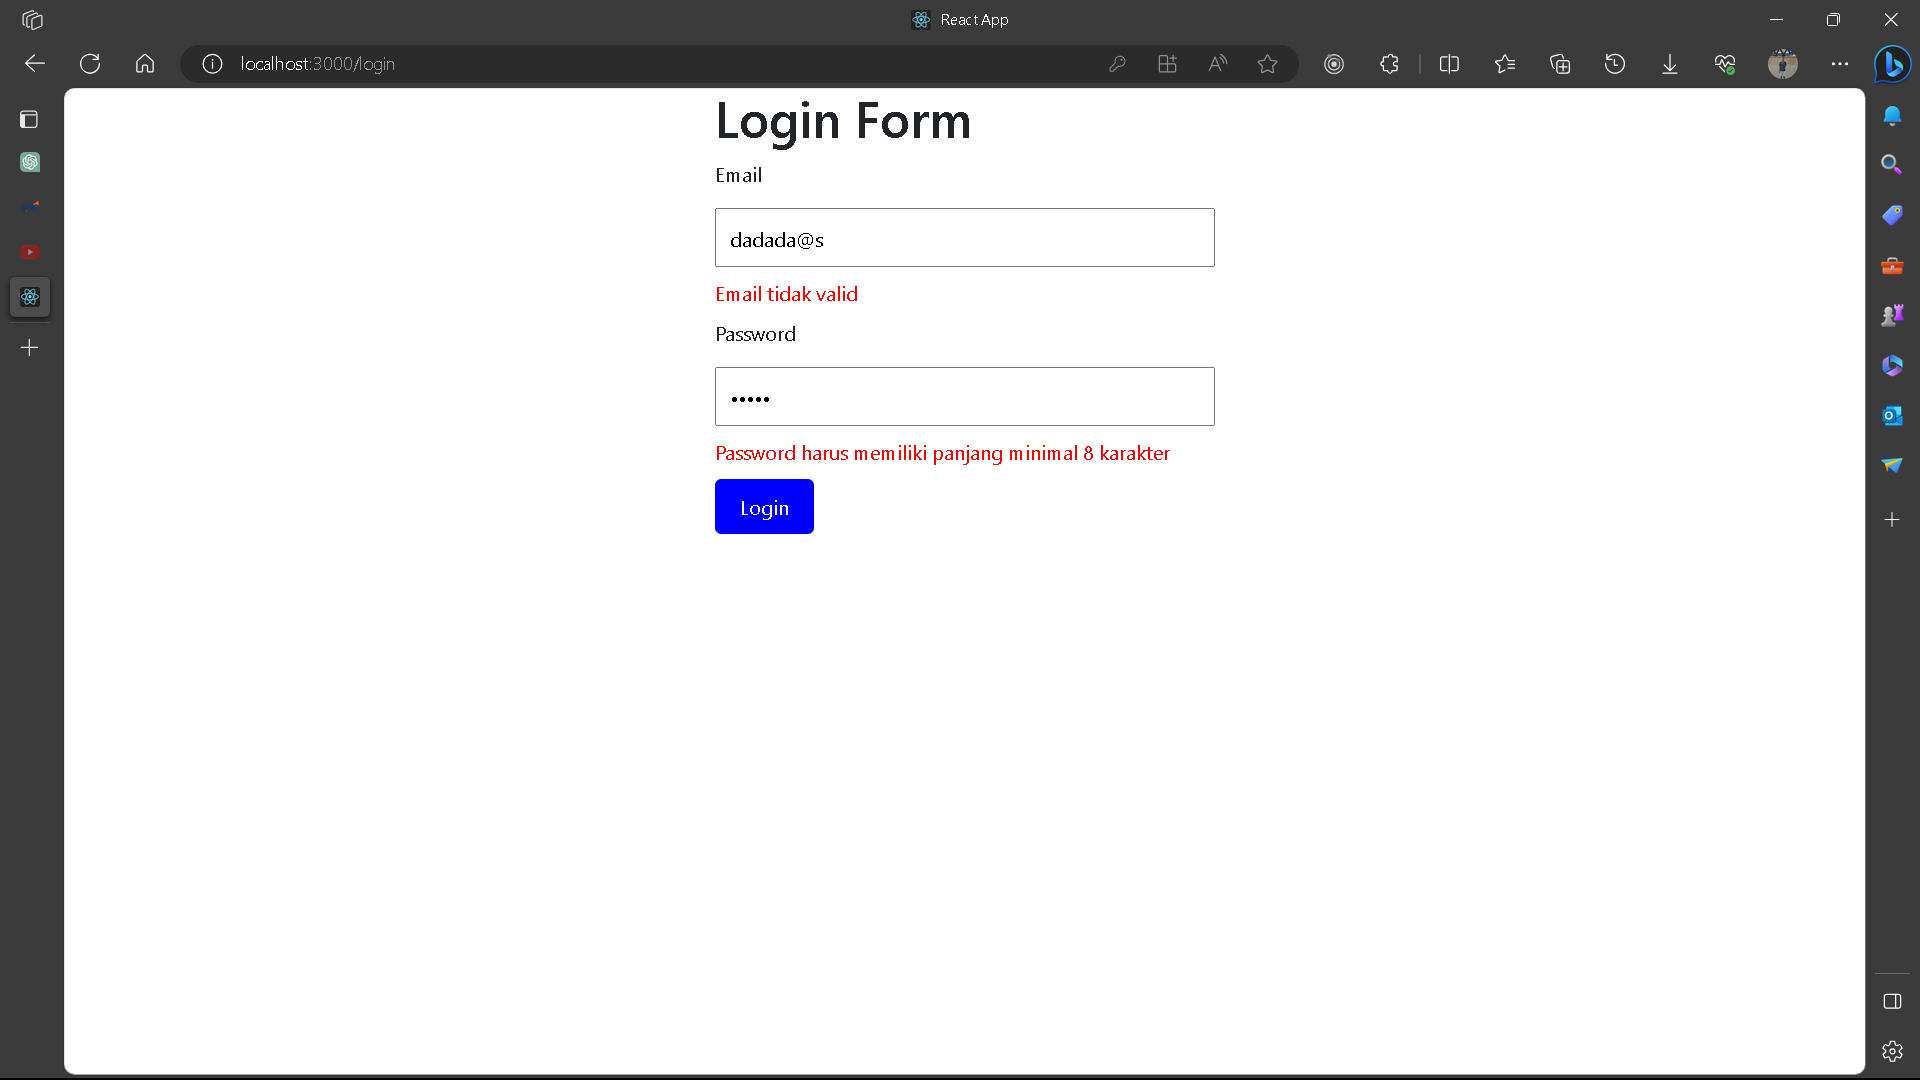 React App
localhost:3000/login
Login Form
Email
dadada@s
Email tidak valid
Password
•••••
Password harus memiliki panjang minimal 8 karakter
Login